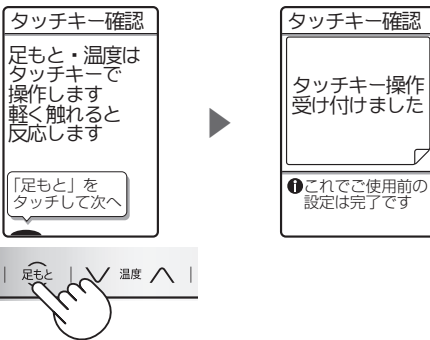 タッチキー確認
足もと・温度は
タッチキーで
操作します
軽く触れると
反応します
「足もと」を
タッチして次へ
足もと
温度
タッチキー確認
タッチキー操作
受け付けました
これでご使用前の
設定は完了です